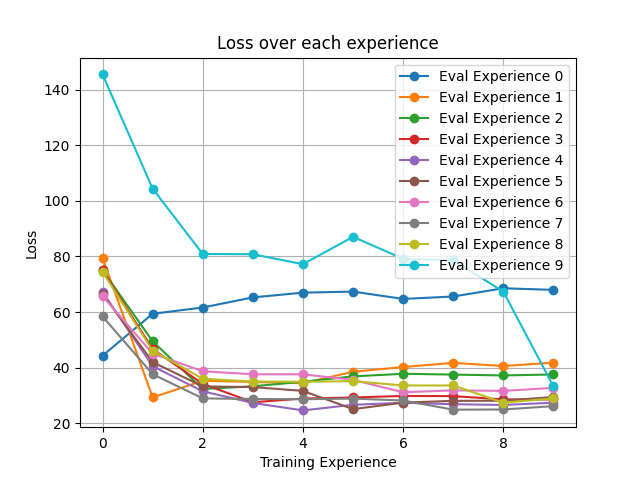 Loss over each experience
Loss
140
120
100
80
60
40
20
0
2
4
6
8
Training Experience
Eval Experience 0
Eval Experience 1
Eval Experience 2
Eval Experience 3
Eval Experience 4
Eval Experience 5
Eval Experience 6
Eval Experience 7
Eval Experience 8
Eval Experience 9